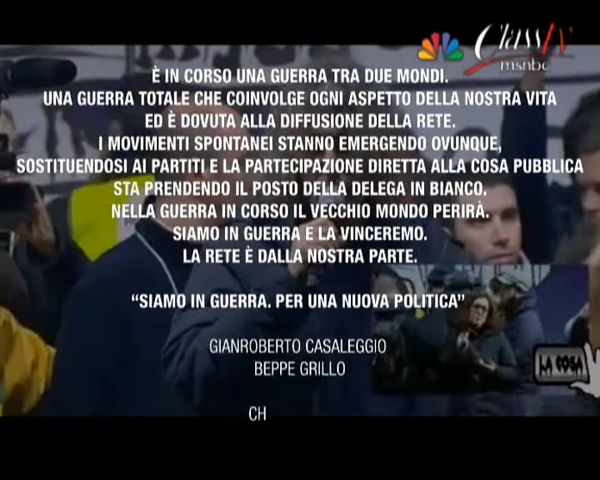 Class TV
msnbc
È IN CORSO UNA GUERRA TRA DUE MONDI.
UNA GUERRA TOTALE CHE COINVOLGE OGNI ASPETTO DELLA NOSTRA VITA
ED È DOVUTA ALLA DIFFUSIONE DELLA RETE.
I MOVIMENTI SPONTANEI STANNO EMERGENDO OVUNQUE,
SOSTITUENDOSI AI PARTITI E LA PARTECIPAZIONE DIRETTA ALLA COSA PUBBLICA
STA PRENDENDO IL POSTO DELLA DELEGA IN BIANCO.
NELLA GUERRA IN CORSO IL VECCHIO MONDO PERIRÀ.
SIAMO IN GUERRA E LA VINCEREMO.
LA RETE È DALLA NOSTRA PARTE.
“SIAMO IN GUERRA. PER UNA NUOVA POLITICA”
GIANROBERTO CASALEGGIO
BEPPE GRILLO
LA COSA
CH